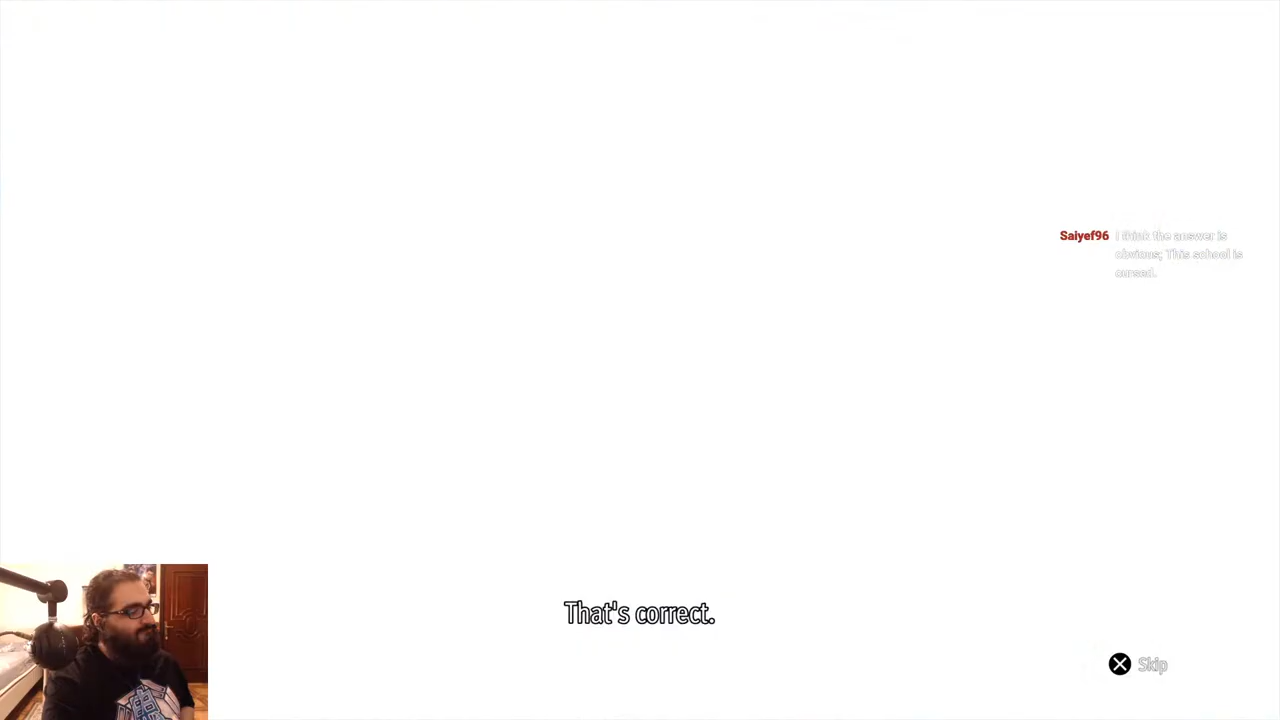 Saiyef96 I think the answer is
obvious; This school is
cursed.
That's correct.
Skip